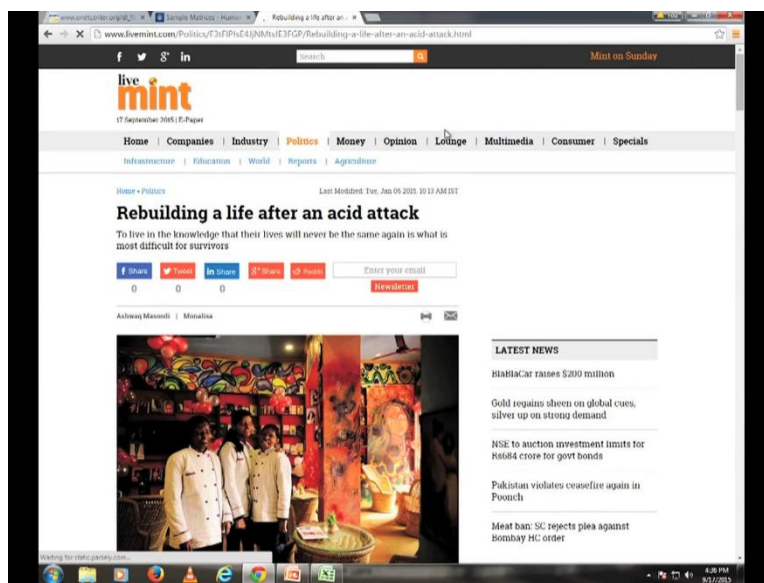 www.onetcenter.org/dl_fi
Sample Matrices - Human
Rebuilding a life after an a
You
www.livemint.com/Politics/F3tFlPIsE4JjNMtsIE3FGP/Rebuilding-a-life-after-an-acid-attack.html
Search
Mint on Sunday
live
mint
17 September 2015 | E-Paper
Home | Companies | Industry | Politics | Money | Opinion | Lounge | Multimedia | Consumer | Specials
Infrastructure | Education | World | Reports | Agriculture
Home » Politics
Last Modified: Tue, Jan 06 2015. 10 13 AM IST
Rebuilding a life after an acid attack
To live in the knowledge that their lives will never be the same again is what is
most difficult for survivors
Share Tweet Share Share Reddit
Enter your email
0 0 0
Newsletter
Ashwaq Masoodi | Monalisa
LATEST NEWS
BlaBlaCar raises $200 million
Gold regains sheen on global cues,
silver up on strong demand
NSE to auction investment limits for
Rs684 crore for govt bonds
Pakistan violates ceasefire again in
Poonch
Meat ban: SC rejects plea against
Bombay HC order
Waiting for static.parsely.com...
4:36 PM
9/17/2015